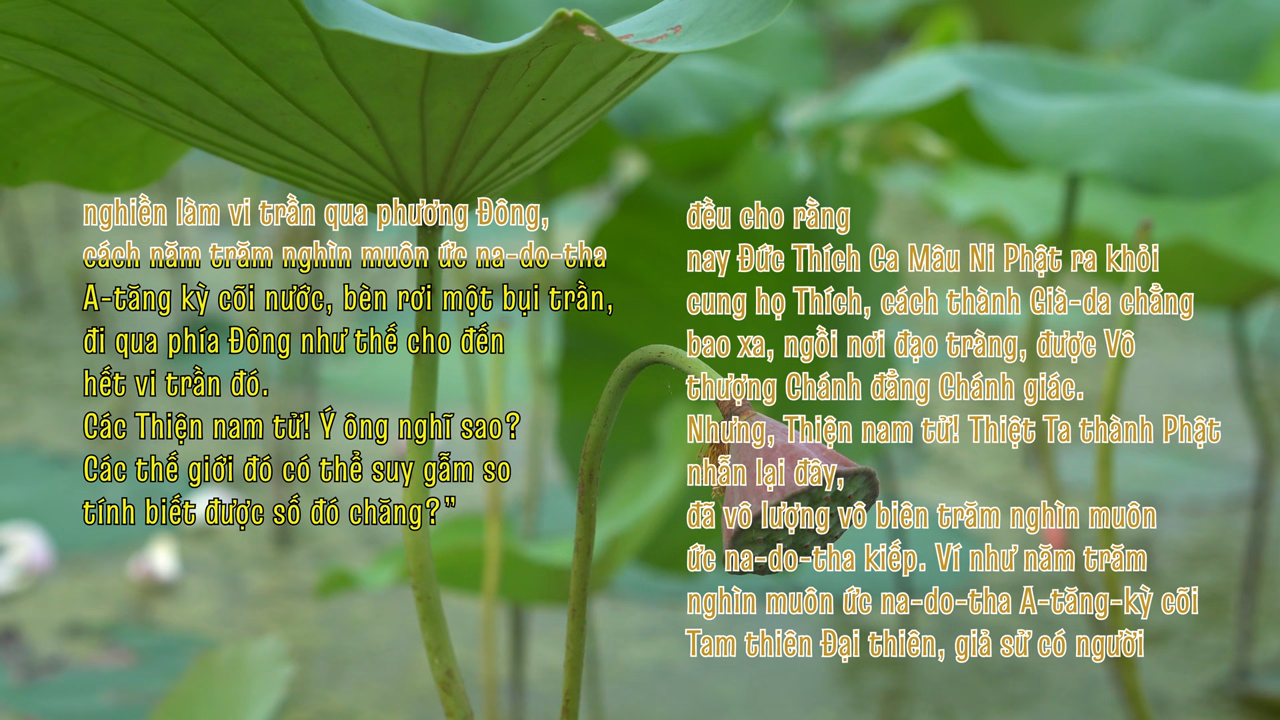 nghiền làm vi trần qua phương Đông,
cách năm trăm nghìn muôn ức na-do-tha
A-tăng kỳ cõi nước, bèn rơi một bụi trần,
đi qua phía Đông như thế cho đến
hết vi trần đó.
Các Thiện nam tử! Ý ông nghĩ sao?
Các thế giới đó có thể suy gẫm so
tính biết được số đó chăng?”
đều cho rằng
nay Đức Thích Ca Mâu Ni Phật ra khỏi
cung họ Thích, cách thành Già-da chẳng
bao xa, ngồi nơi đạo tràng, được Vô
thượng Chánh đẳng Chánh giác.
Nhưng, Thiện nam tử! Thiệt Ta thành Phật
nhẫn lại đây,
đã vô lượng vô biên trăm nghìn muôn
ức na-do-tha kiếp. Ví như năm trăm
nghìn muôn ức na-do-tha A-tăng-kỳ cõi
Tam thiên Đại thiên, giả sử có người